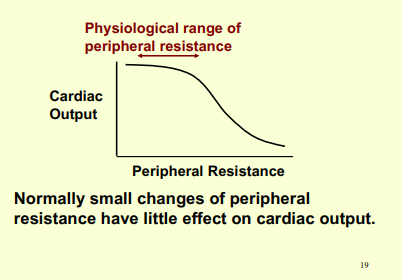 Physiological range of
peripheral resistance
Cardiac
Output
Peripheral Resistance
Normally small changes of peripheral
resistance have little effect on cardiac output.
19